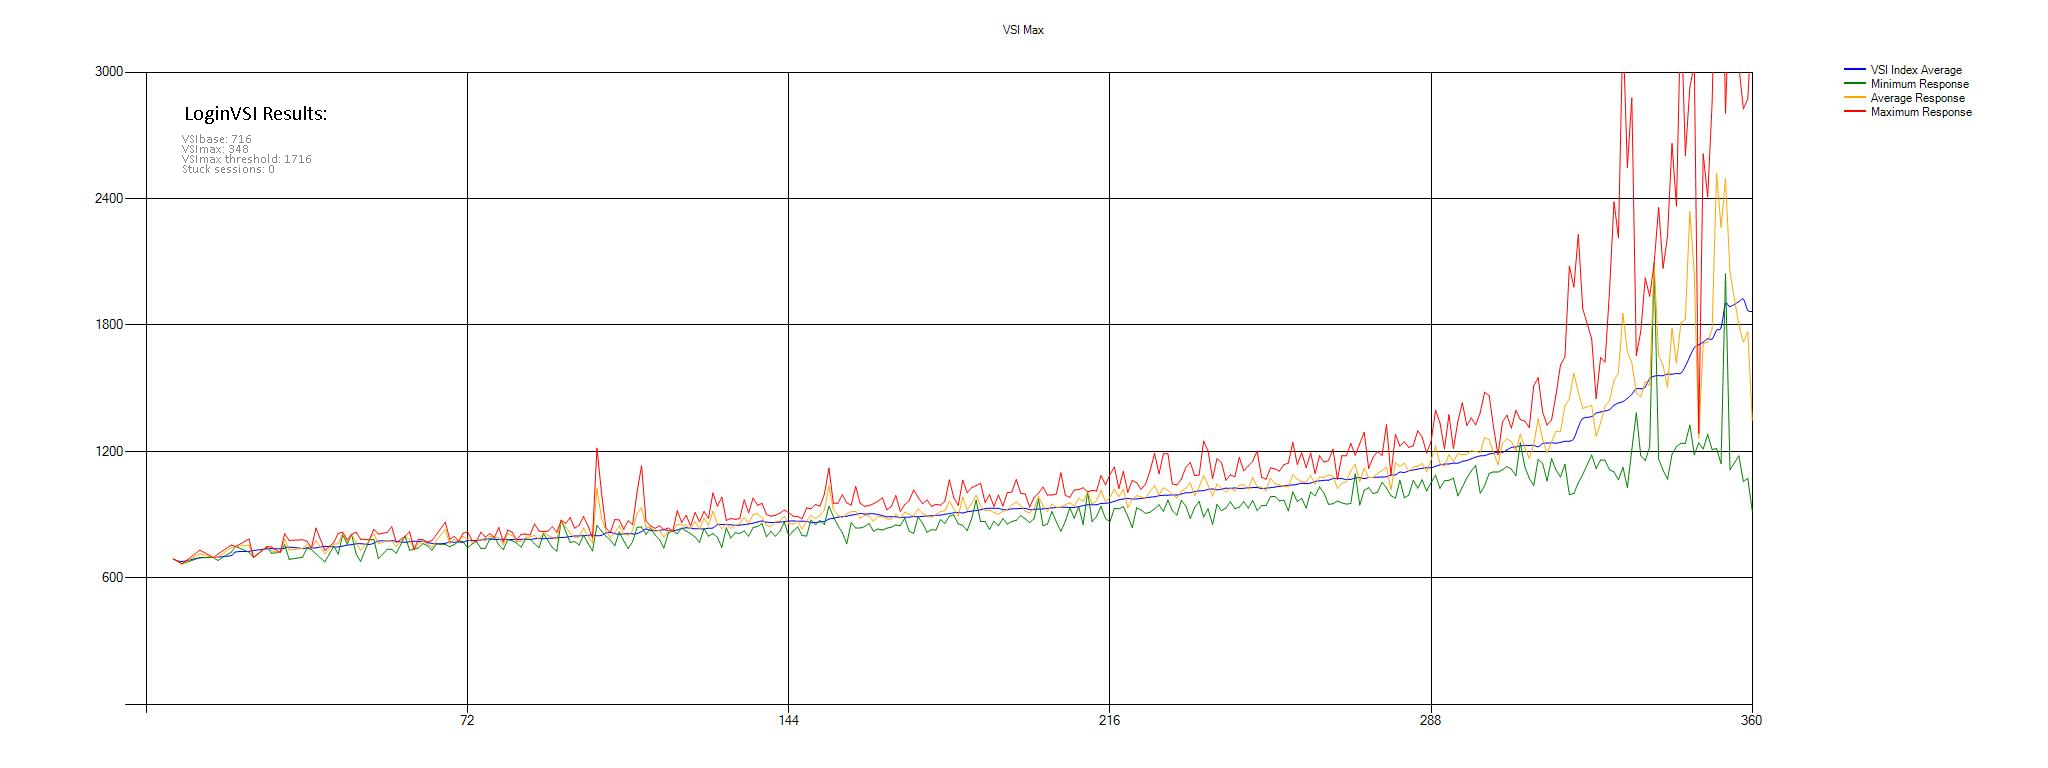 VSI Max
3000
2400
1800
1200
600
72
144
216
288
360
LoginVSI Results:
VSIbase: 716
VSImax: 348
VSImax threshold: 1716
Stuck sessions: 0
VSI Index Average
Minimum Response
Average Response
Maximum Response